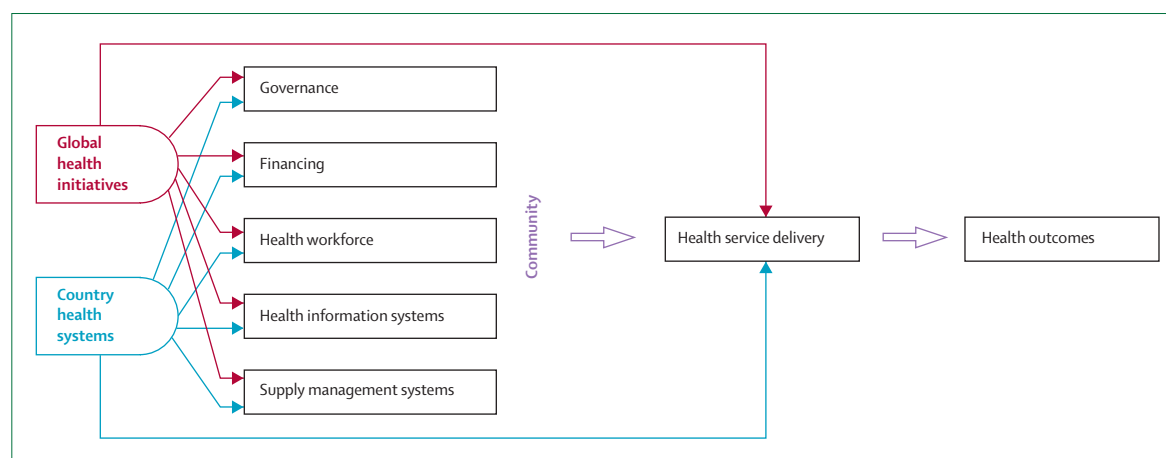 Global
health
initiatives
Country
health
systems
Governance
Financing
Health workforce
Health information systems
Supply management systems
Community
Health service delivery
Health outcomes